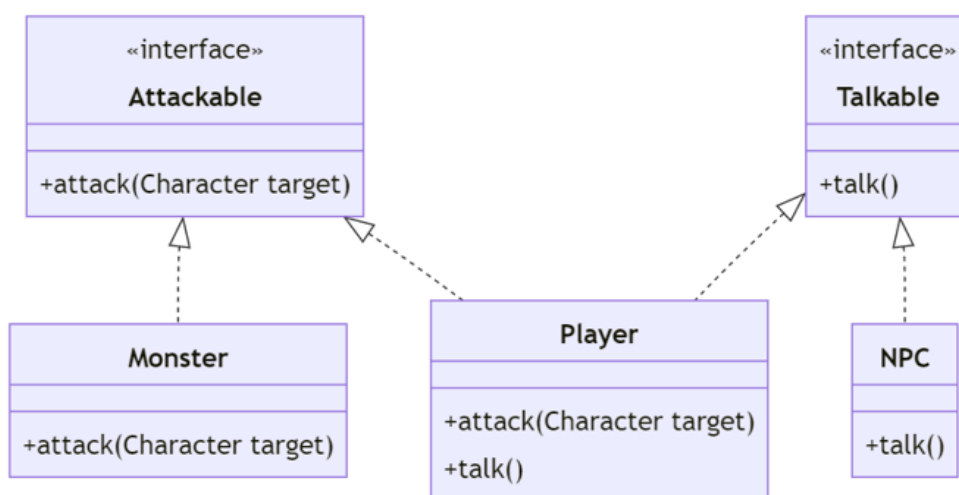 «interface»
Attackable
+attack(Character target)
«interface»
Talkable
+talk()
Monster
+attack(Character target)
Player
+attack(Character target)
+talk()
NPC
+talk()